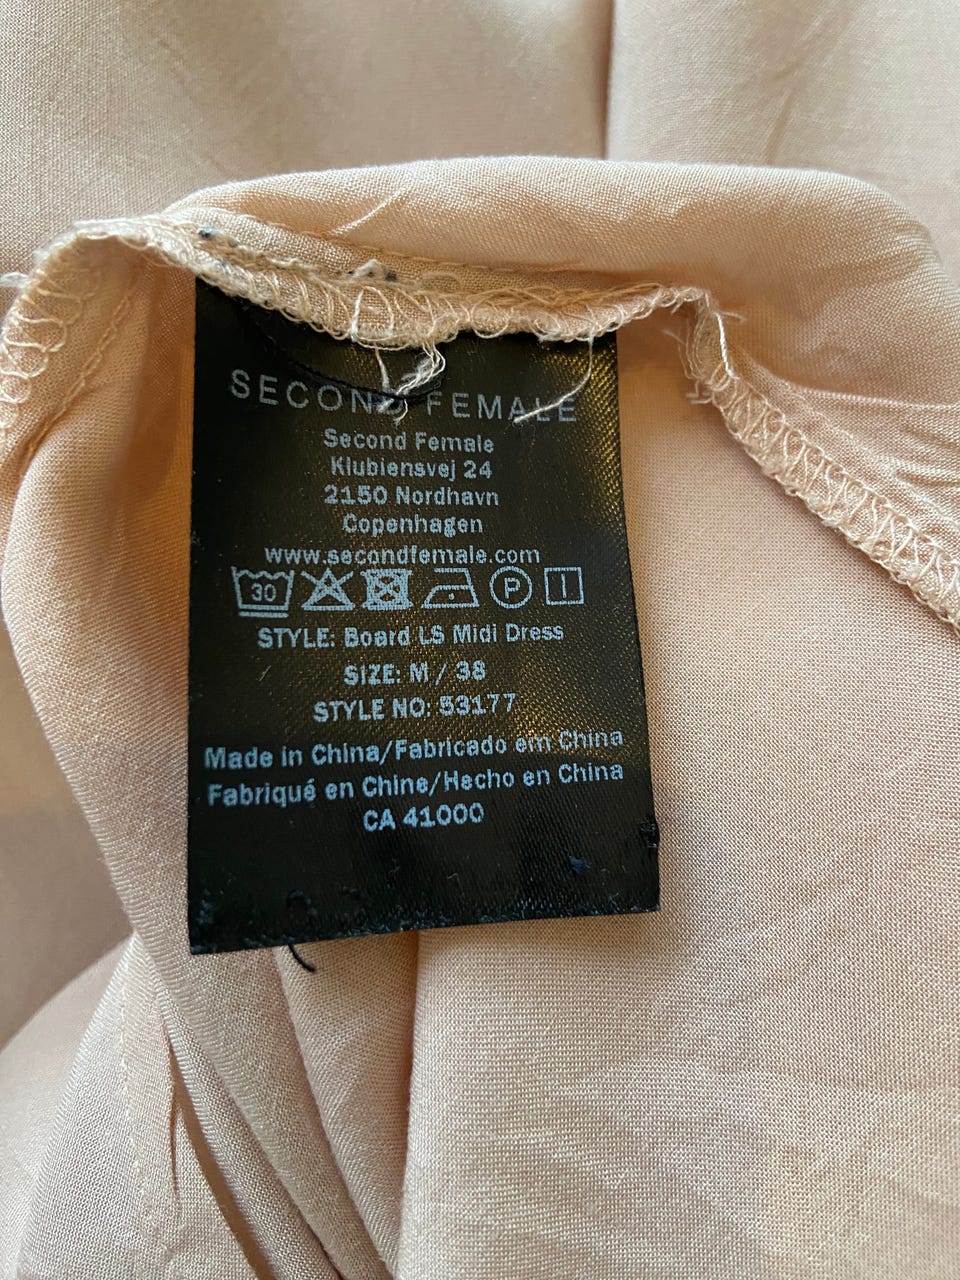 SECOND FEMALE
Second Female
Klubiensvej 24
2150 Nordhavn
Copenhagen
www.secondfemale.com
30 P
STYLE: Board LS Midi Dress
SIZE: M / 38
STYLE NO: 53177
Made in China/Fabricado em China
Fabriqué en Chine/Hecho en China
CA 41000